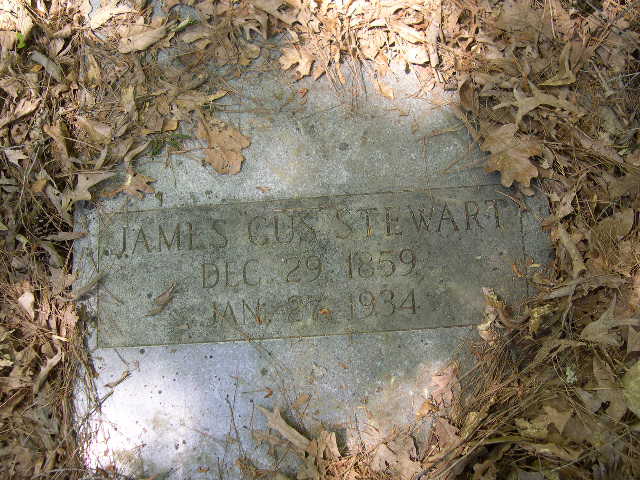 JAMES GUS STEWART
DEC. 29. 1859.
JAN. 27. 1934.